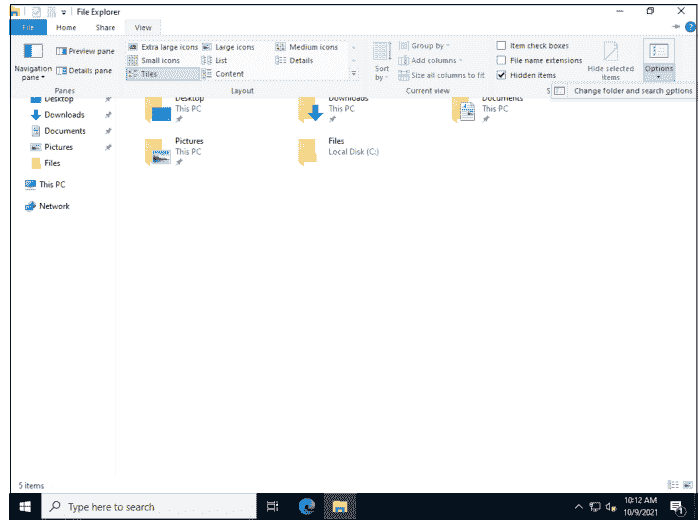 File Explorer
File Home Share View
Navigation pane
Preview pane
Details pane
Panes
Extra large icons Large icons Medium icons
Small icons List Details
Tiles Content
Layout
Sort by
Group by
Add columns
Size all columns to fit
Current view
Item check boxes
File name extensions
Hidden items
Hide selected items
Options
S
Change folder and search options
Desktop
Downloads
Documents
Pictures
Files
This PC
Network
Desktop
This PC
Downloads
This PC
Documents
This PC
Pictures
This PC
Files
Local Disk (C:)
5 items
Type here to search
10:12 AM
10/9/2021
1